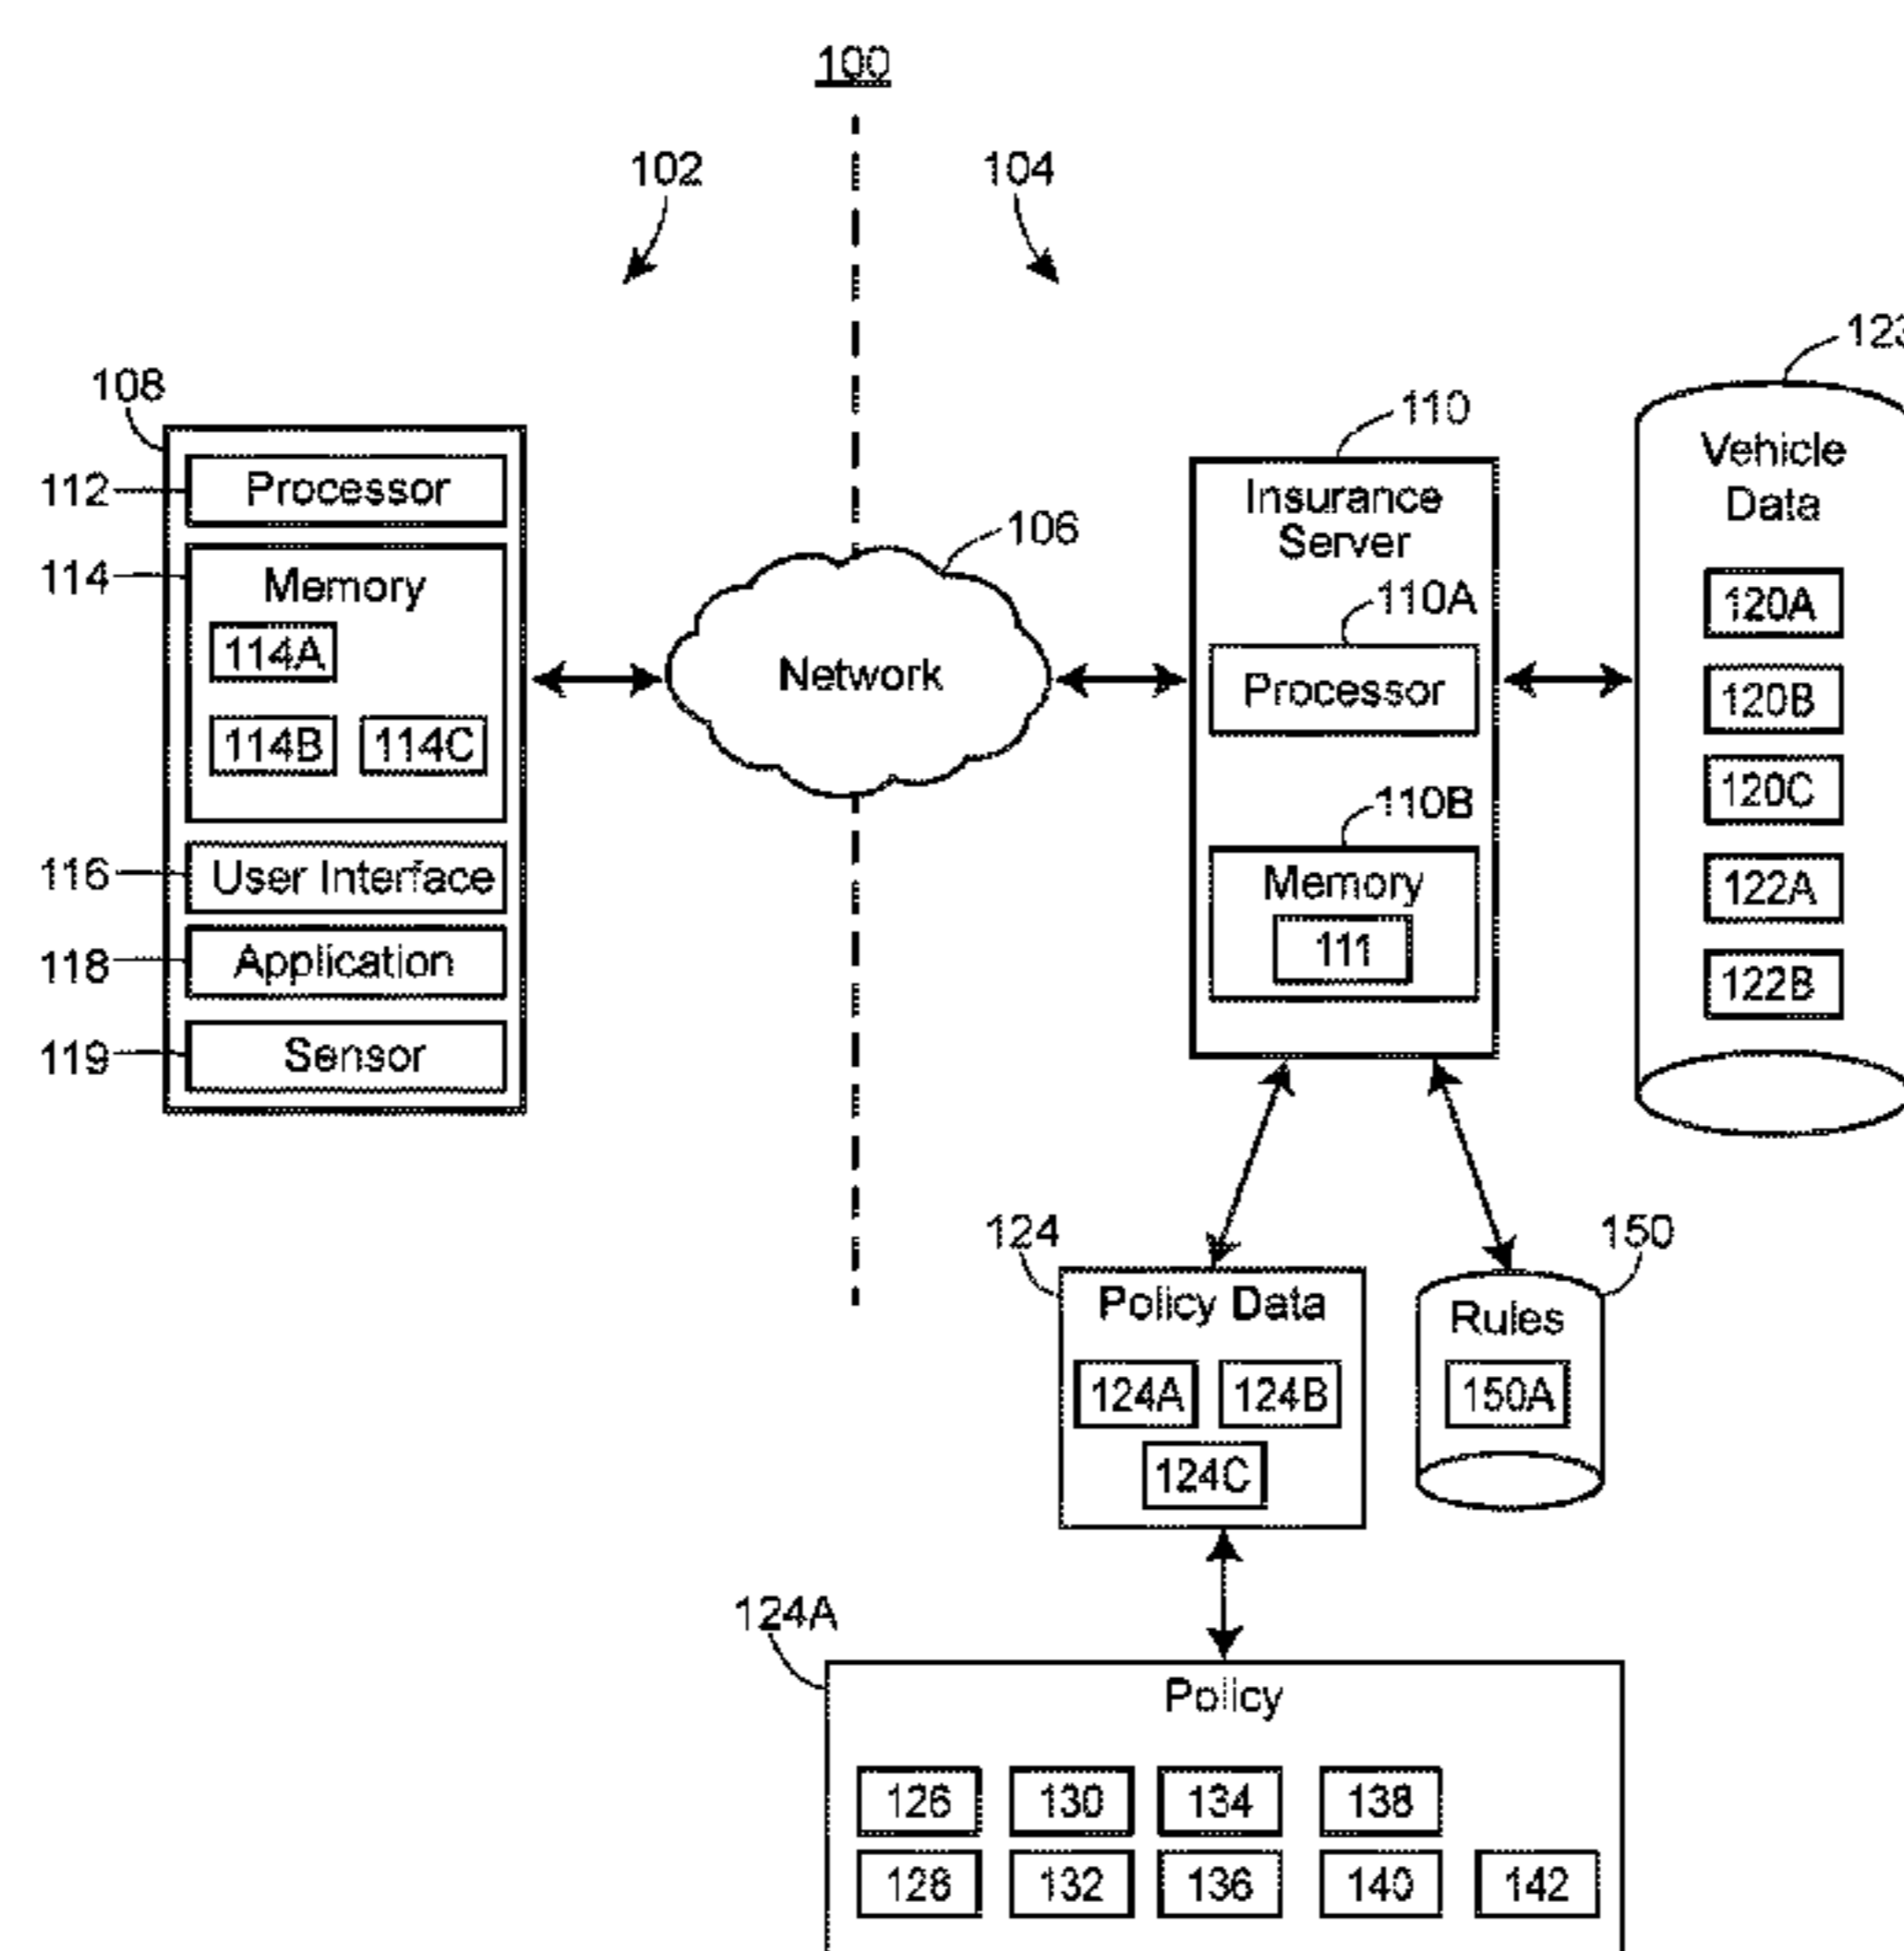 100
102
104
108
112
Processor
114
Memory
114A
114B
114C
116
User Interface
118
Application
119
Sensor
106
Network
110
Insurance
Server
110A
Processor
110B
Memory
111
Vehicle
Data
120A
120B
120C
122A
122B
124
Policy Data
124A
124B
124C
150
Rules
150A
124A
Policy
126
130
134
138
128
132
136
140
142